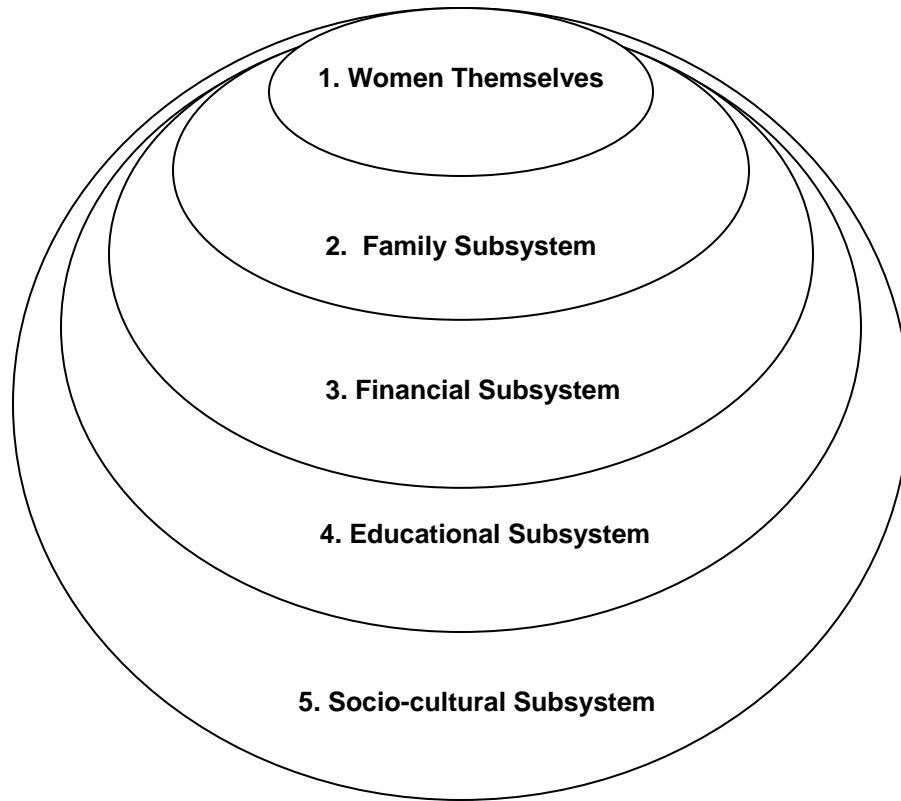 1. Women Themselves
2. Family Subsystem
3. Financial Subsystem
4. Educational Subsystem
5. Socio-cultural Subsystem